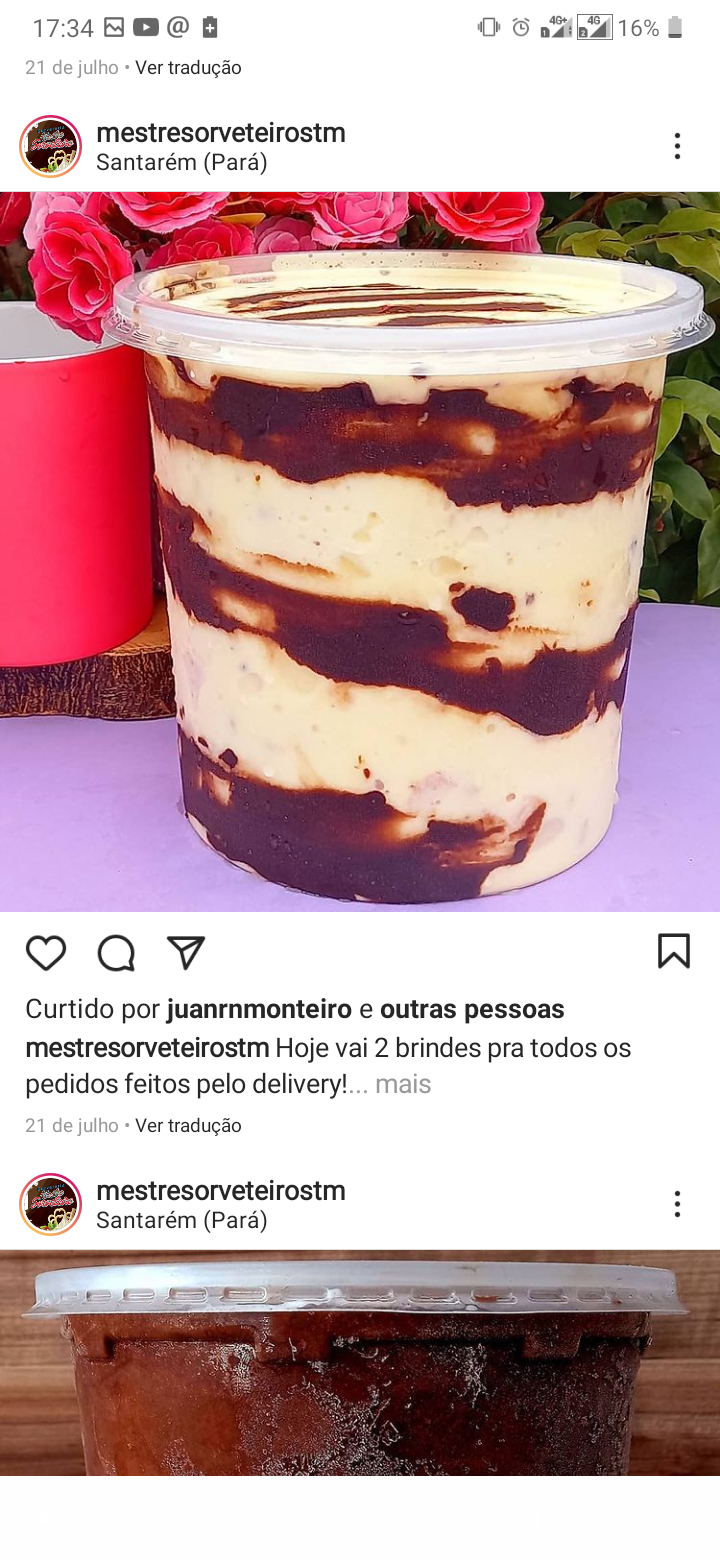 17:34 @ 4G+ 1 4G 2 16%
21 de julho • Ver tradução
mestresorveteirostm
Santarém (Pará)
Curtido por juanrnmonteiro e outras pessoas
mestresorveteirostm Hoje vai 2 brindes pra todos os
pedidos feitos pelo delivery!... mais
21 de julho • Ver tradução
mestresorveteirostm
Santarém (Pará)